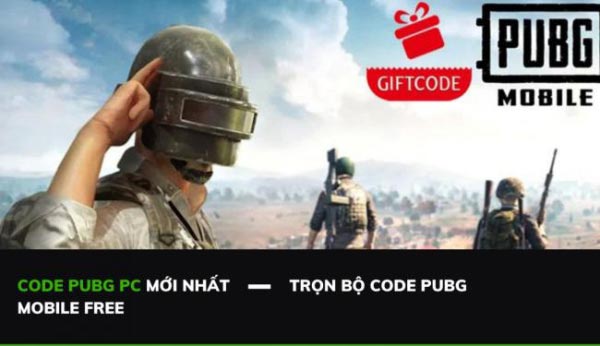 GIFTCODE
PUBG
MOBILE
CODE PUBG PC MỚI NHẤT — TRỌN BỘ CODE PUBG
MOBILE FREE